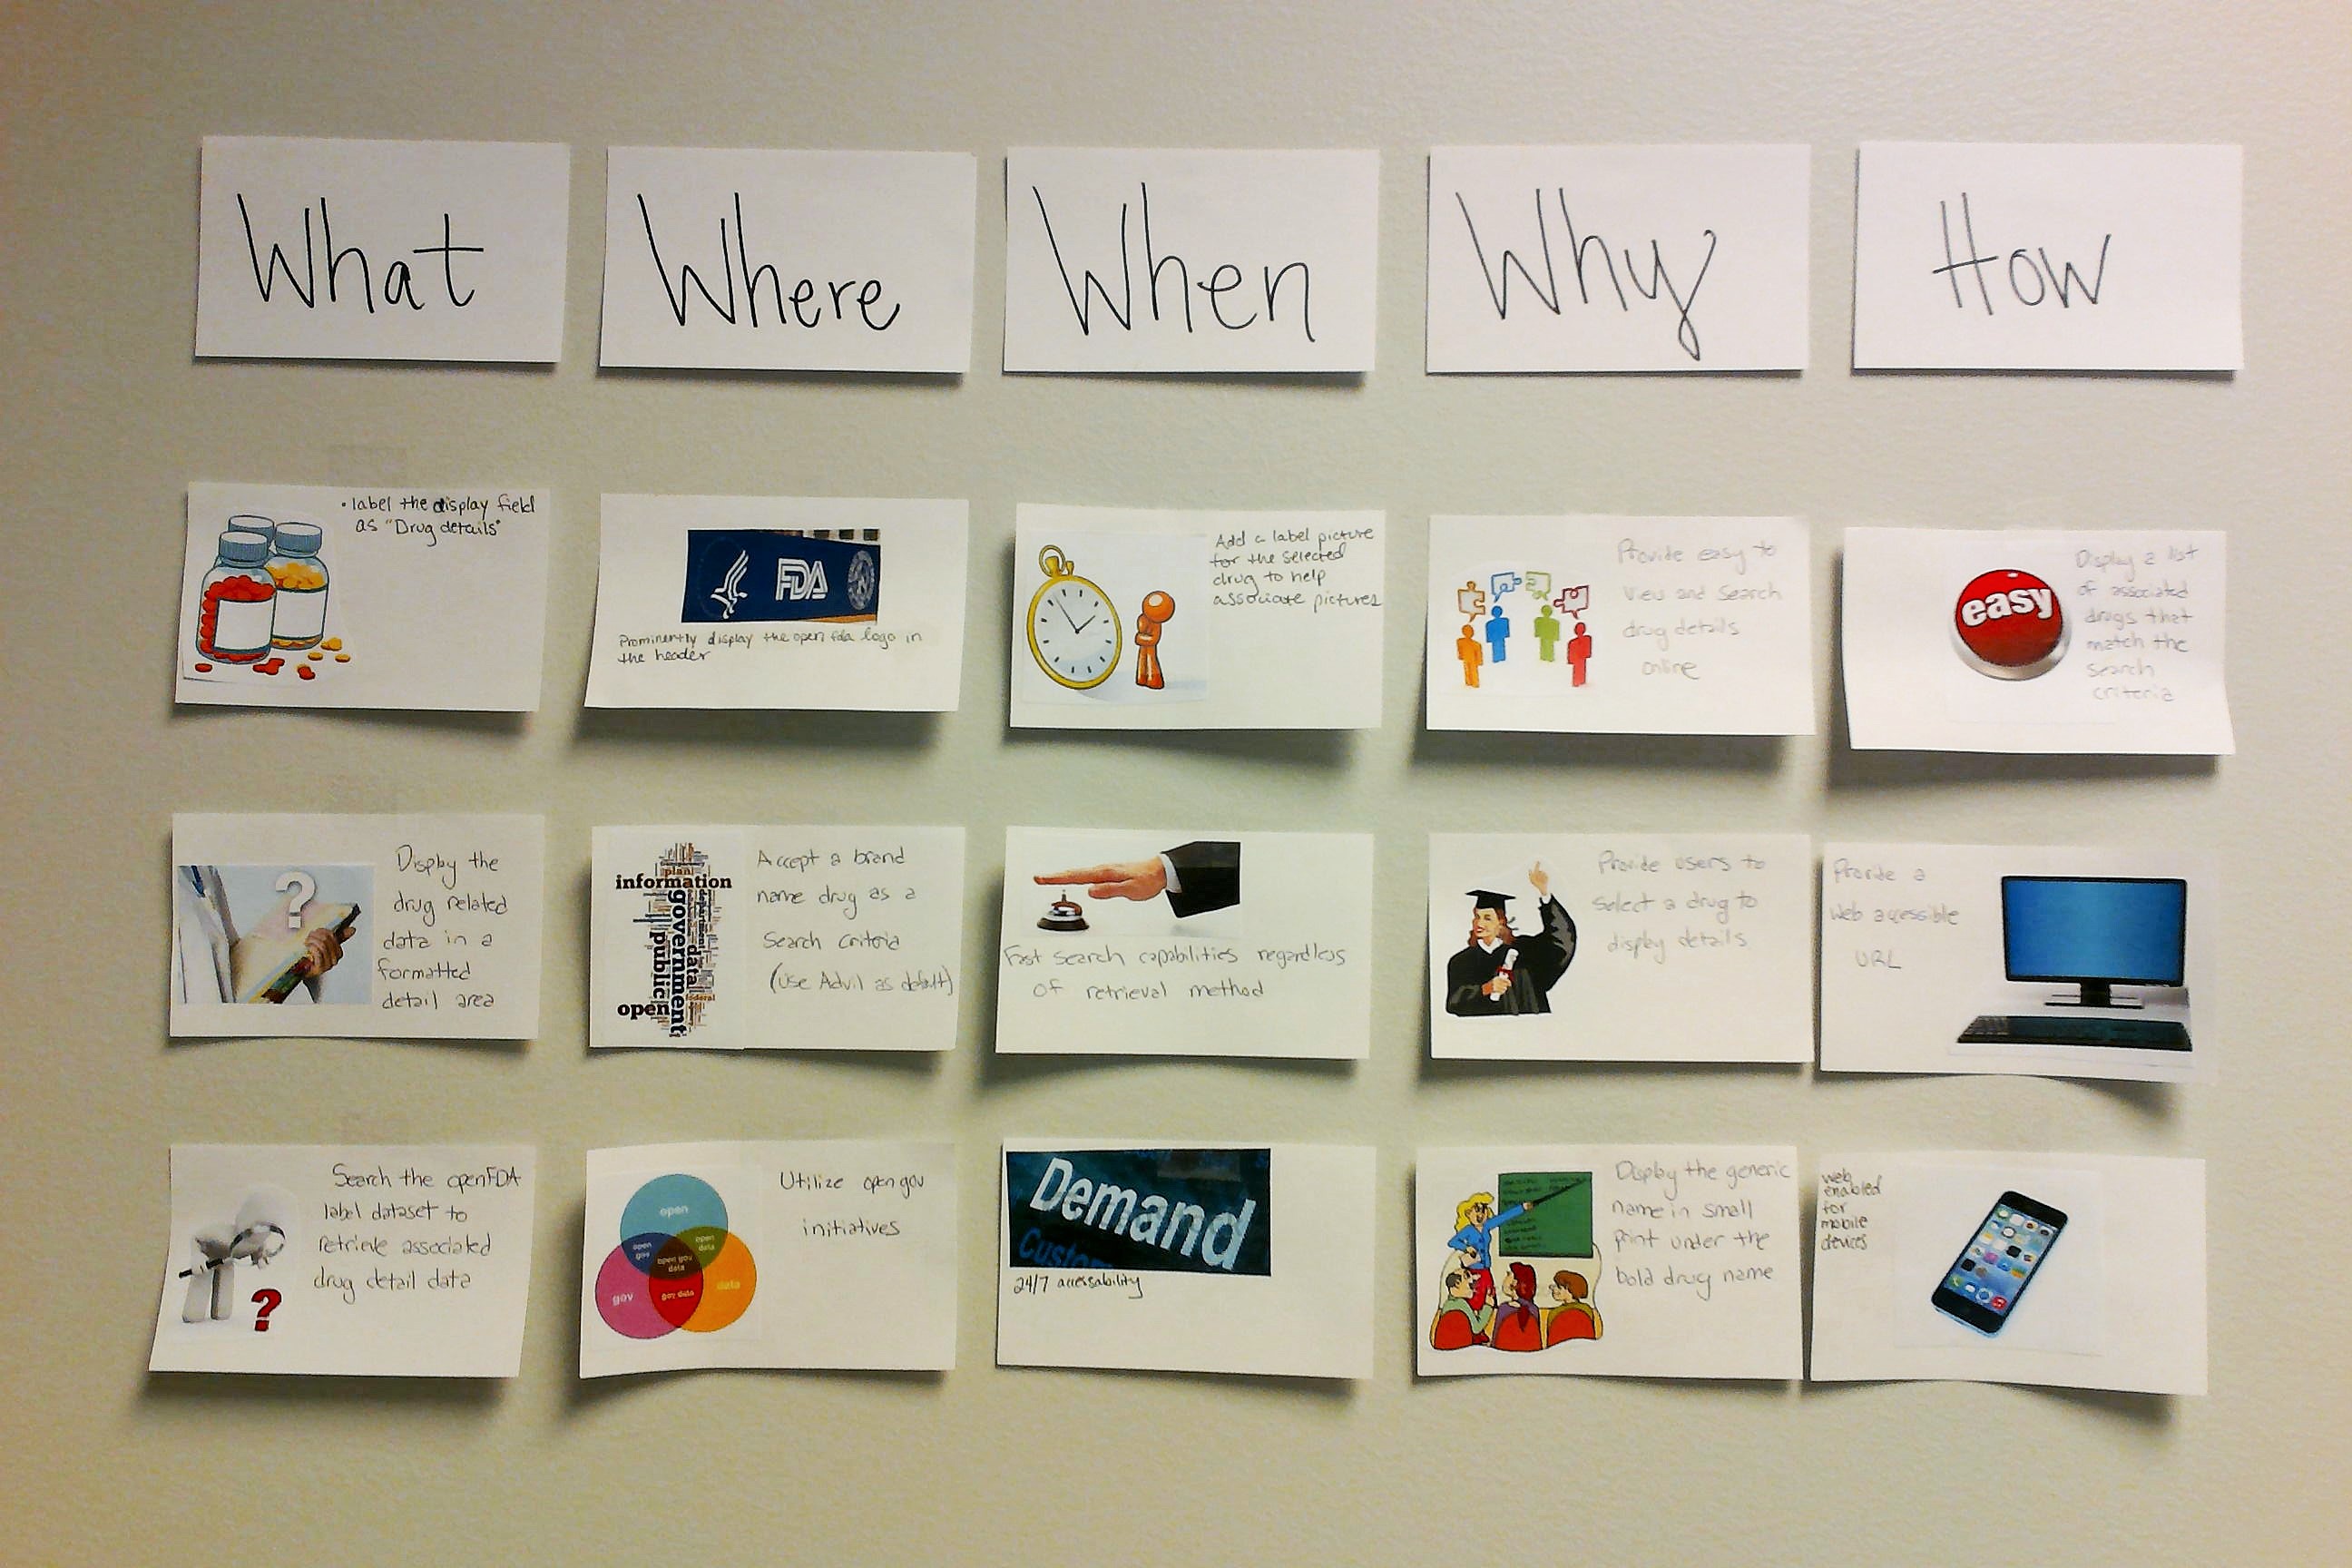 What
Where
When
Why
How
• label the display field
as "Drug details"
FDA
Prominently display the open fda logo in
the header
Add a label picture
for the selected
drug to help
associate pictures
Provide easy to
View and Search
drug details
online
easy
Display a list
of associated
drugs that
match the
search
criteria
?
Display the
drug related
data in a
formatted
detail area
plan
information
government
public
data
federal
open
Accept a brand
name drug as a
Search criteria
(use Advil as default)
Fast search capabilities regardless
of retrieval method
Provide users to
select a drug to
display details
Provide a
Web accessible
URL
?
Search the openFDA
label dataset to
retrieve associated
drug detail data
open
open
gov
open
data
open gov
data
gov
data
gov data
Utilize open gov
initiatives
Demand
Custom
24/7 accessability
Display the generic
name in small
print under the
bold drug name
web
enabled
for
mobile
devices